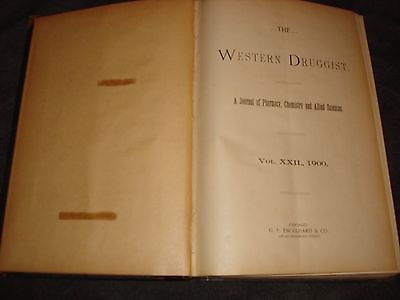 THE
WESTERN DRUGGIST.
A Journal of Pharmacy, Chemistry and Allied Sciences.
VOL. XXII., 1900.
CHICAGO:
G. P. ENGELHARD & CO.